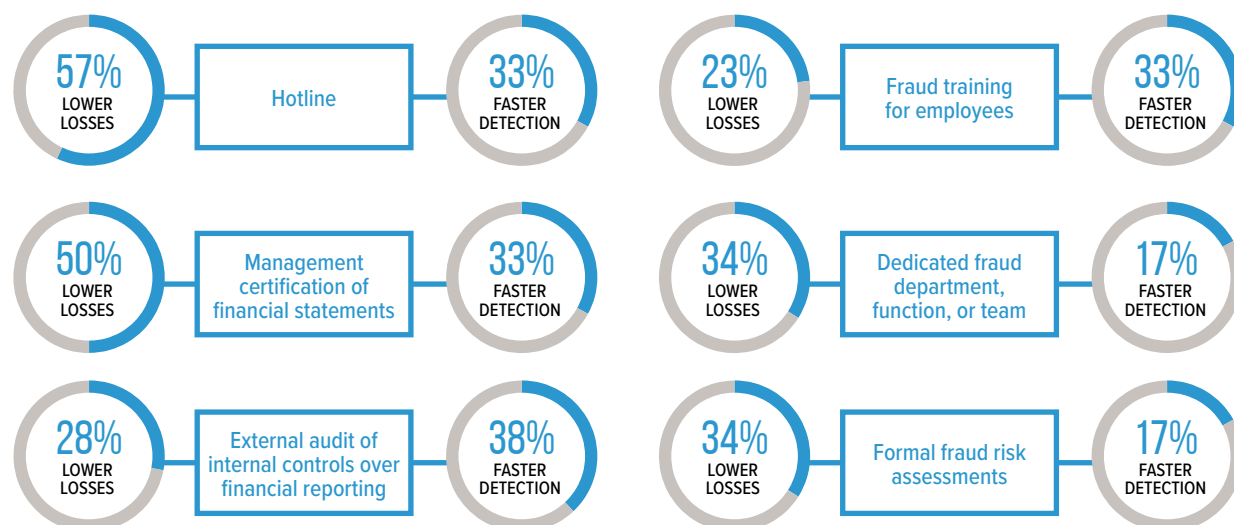 57%
LOWER
LOSSES
Hotline
33%
FASTER
DETECTION
23%
LOWER
LOSSES
Fraud training
for employees
33%
FASTER
DETECTION
50%
LOWER
LOSSES
Management
certification of
financial statements
33%
FASTER
DETECTION
34%
LOWER
LOSSES
Dedicated fraud
department,
function, or team
17%
FASTER
DETECTION
28%
LOWER
LOSSES
External audit of
internal controls over
financial reporting
38%
FASTER
DETECTION
34%
LOWER
LOSSES
Formal fraud risk
assessments
17%
FASTER
DETECTION